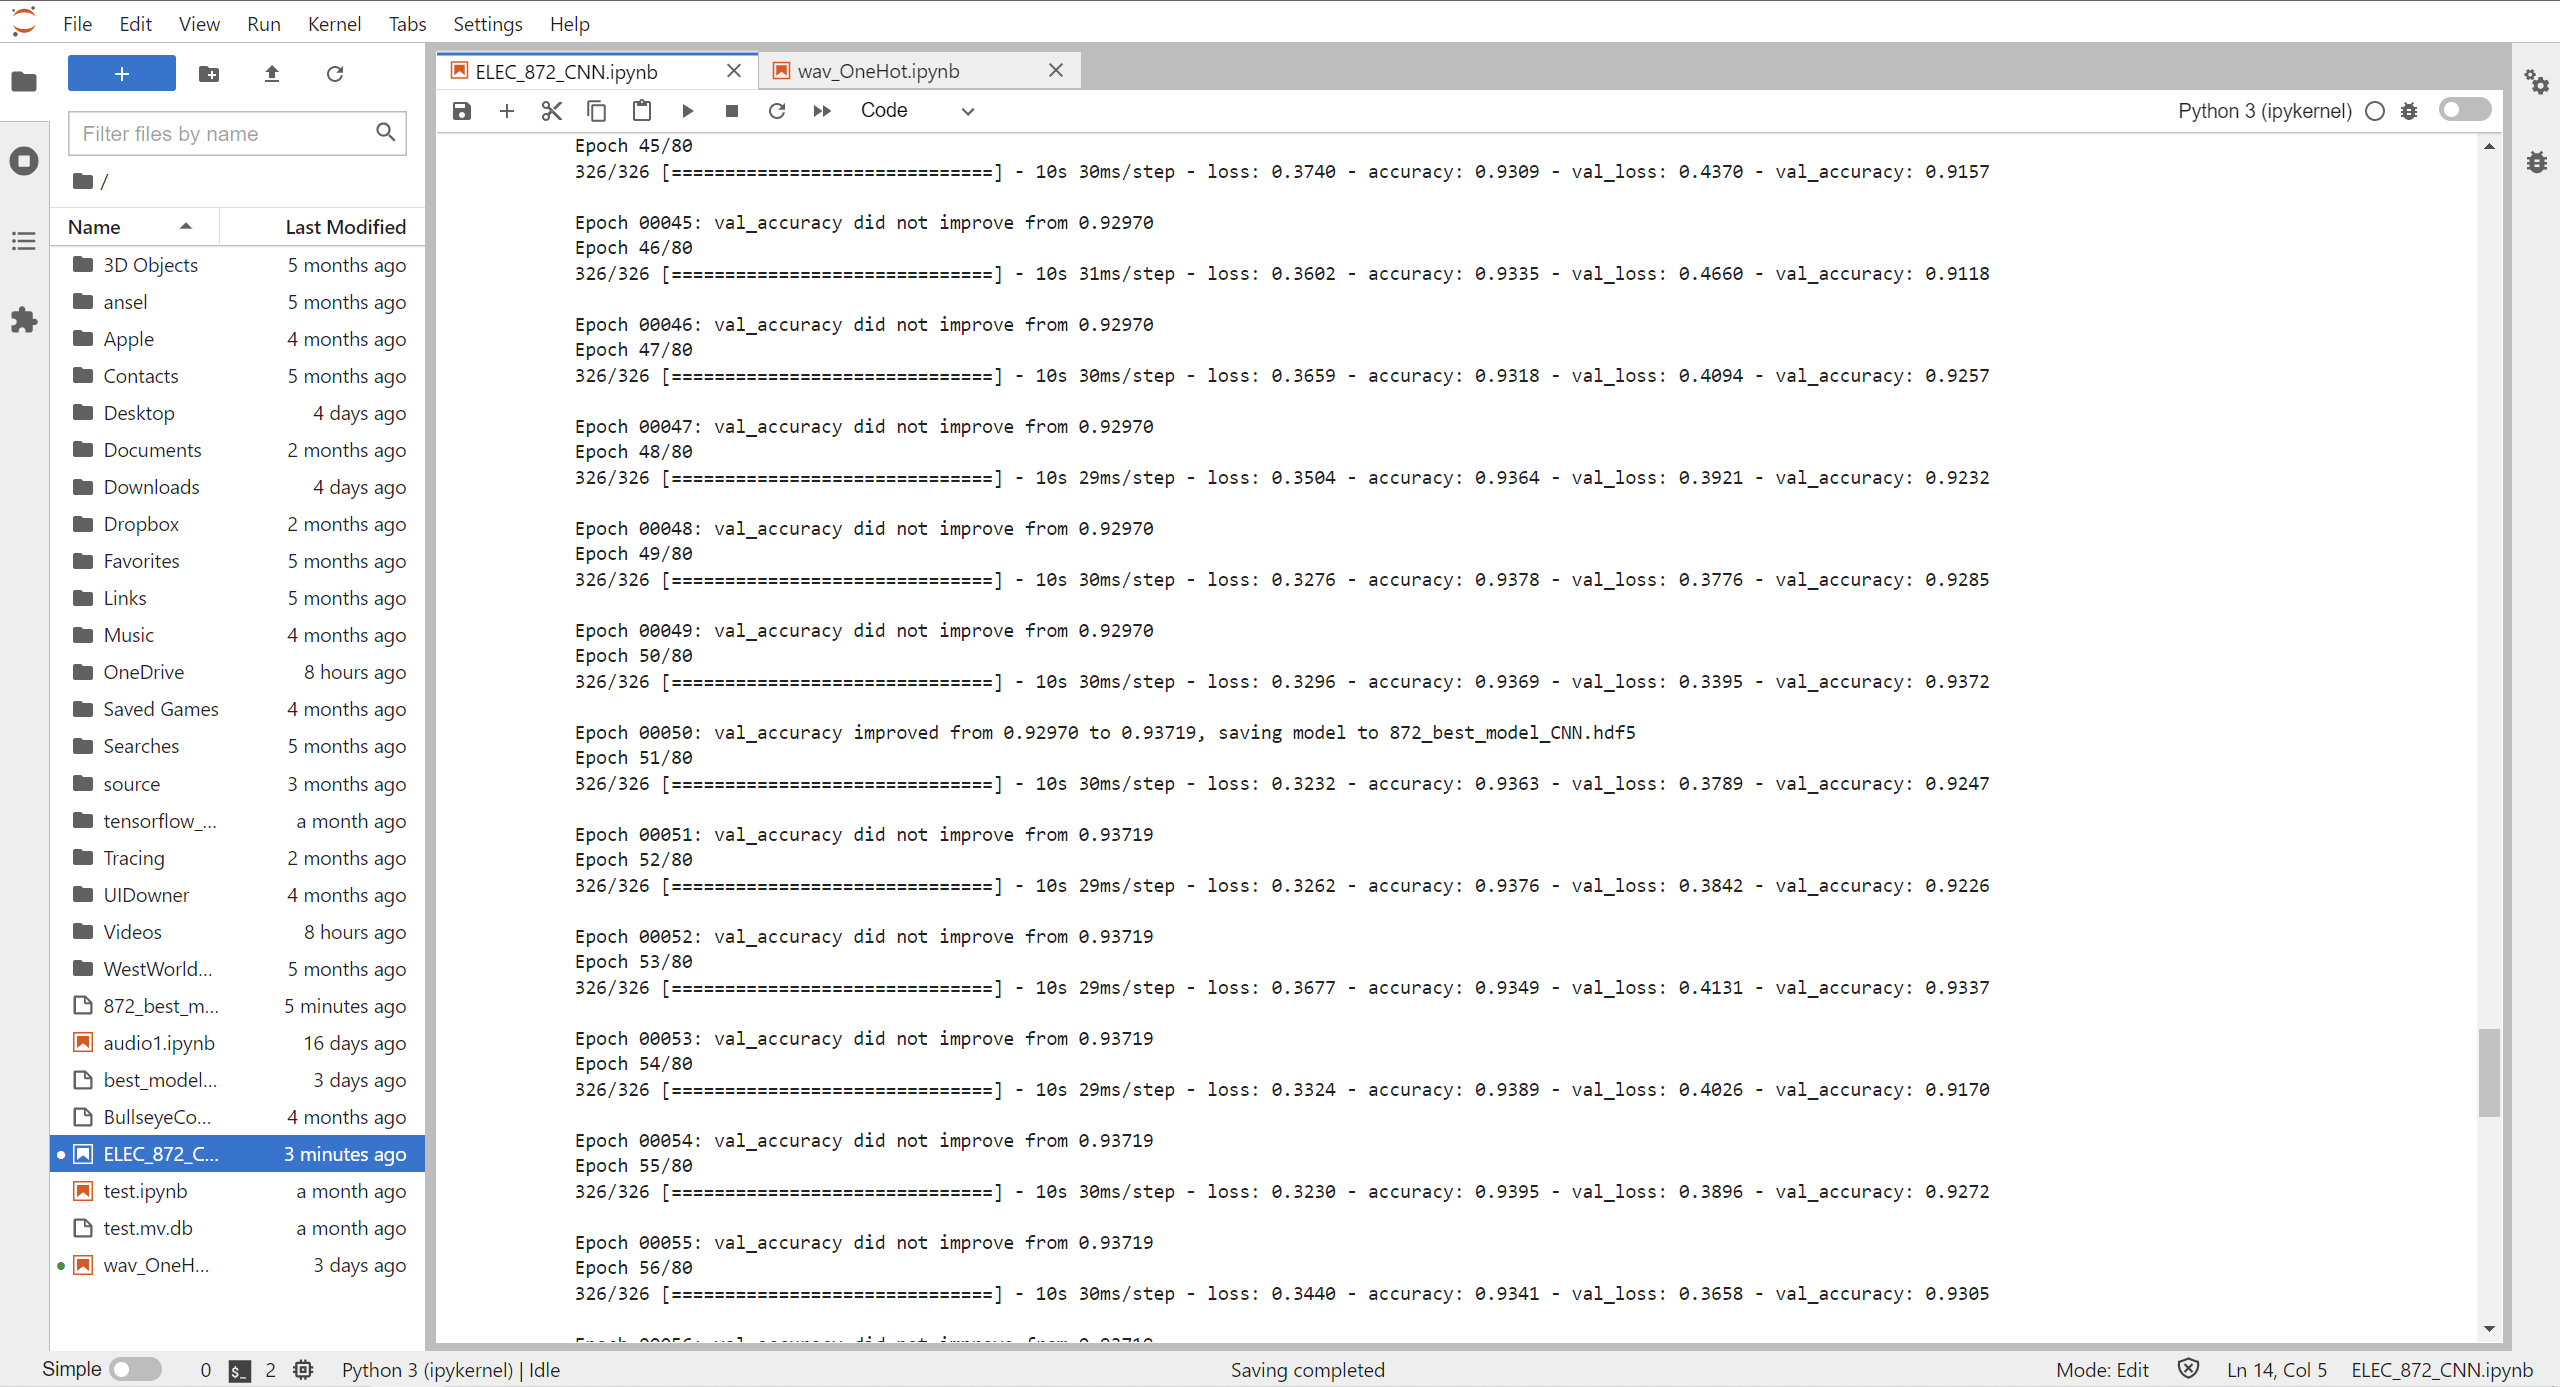 File Edit View Run Kernel Tabs Settings Help
ELEC_872_CNN.ipynb
wav_OneHot.ipynb
Code
Python 3 (ipykernel)
Filter files by name
/
Name Last Modified
3D Objects 5 months ago
ansel 5 months ago
Apple 4 months ago
Contacts 5 months ago
Desktop 4 days ago
Documents 2 months ago
Downloads 4 days ago
Dropbox 2 months ago
Favorites 5 months ago
Links 5 months ago
Music 4 months ago
OneDrive 8 hours ago
Saved Games 4 months ago
Searches 5 months ago
source 3 months ago
tensorflow_... a month ago
Tracing 2 months ago
UIDowner 4 months ago
Videos 8 hours ago
WestWorld... 5 months ago
872_best_m... 5 minutes ago
audio1.ipynb 16 days ago
best_model... 3 days ago
BullseyeCo... 4 months ago
ELEC_872_C... 3 minutes ago
test.ipynb a month ago
test.mv.db a month ago
wav_OneH... 3 days ago
Epoch 45/80
326/326 [==============================] - 10s 30ms/step - loss: 0.3740 - accuracy: 0.9309 - val_loss: 0.4370 - val_accuracy: 0.9157
Epoch 00045: val_accuracy did not improve from 0.92970
Epoch 46/80
326/326 [==============================] - 10s 31ms/step - loss: 0.3602 - accuracy: 0.9335 - val_loss: 0.4660 - val_accuracy: 0.9118
Epoch 00046: val_accuracy did not improve from 0.92970
Epoch 47/80
326/326 [==============================] - 10s 30ms/step - loss: 0.3659 - accuracy: 0.9318 - val_loss: 0.4094 - val_accuracy: 0.9257
Epoch 00047: val_accuracy did not improve from 0.92970
Epoch 48/80
326/326 [==============================] - 10s 29ms/step - loss: 0.3504 - accuracy: 0.9364 - val_loss: 0.3921 - val_accuracy: 0.9232
Epoch 00048: val_accuracy did not improve from 0.92970
Epoch 49/80
326/326 [==============================] - 10s 30ms/step - loss: 0.3276 - accuracy: 0.9378 - val_loss: 0.3776 - val_accuracy: 0.9285
Epoch 00049: val_accuracy did not improve from 0.92970
Epoch 50/80
326/326 [==============================] - 10s 30ms/step - loss: 0.3296 - accuracy: 0.9369 - val_loss: 0.3395 - val_accuracy: 0.9372
Epoch 00050: val_accuracy improved from 0.92970 to 0.93719, saving model to 872_best_model_CNN.hdf5
Epoch 51/80
326/326 [==============================] - 10s 30ms/step - loss: 0.3232 - accuracy: 0.9363 - val_loss: 0.3789 - val_accuracy: 0.9247
Epoch 00051: val_accuracy did not improve from 0.93719
Epoch 52/80
326/326 [==============================] - 10s 29ms/step - loss: 0.3262 - accuracy: 0.9376 - val_loss: 0.3842 - val_accuracy: 0.9226
Epoch 00052: val_accuracy did not improve from 0.93719
Epoch 53/80
326/326 [==============================] - 10s 29ms/step - loss: 0.3677 - accuracy: 0.9349 - val_loss: 0.4131 - val_accuracy: 0.9337
Epoch 00053: val_accuracy did not improve from 0.93719
Epoch 54/80
326/326 [==============================] - 10s 29ms/step - loss: 0.3324 - accuracy: 0.9389 - val_loss: 0.4026 - val_accuracy: 0.9170
Epoch 00054: val_accuracy did not improve from 0.93719
Epoch 55/80
326/326 [==============================] - 10s 30ms/step - loss: 0.3230 - accuracy: 0.9395 - val_loss: 0.3896 - val_accuracy: 0.9272
Epoch 00055: val_accuracy did not improve from 0.93719
Epoch 56/80
326/326 [==============================] - 10s 30ms/step - loss: 0.3440 - accuracy: 0.9341 - val_loss: 0.3658 - val_accuracy: 0.9305
Epoch 00056: val_accuracy did not improve from 0.93719
Simple 0 $_ 2 Python 3 (ipykernel) | Idle Saving completed Mode: Edit Ln 14, Col 5 ELEC_872_CNN.ipynb